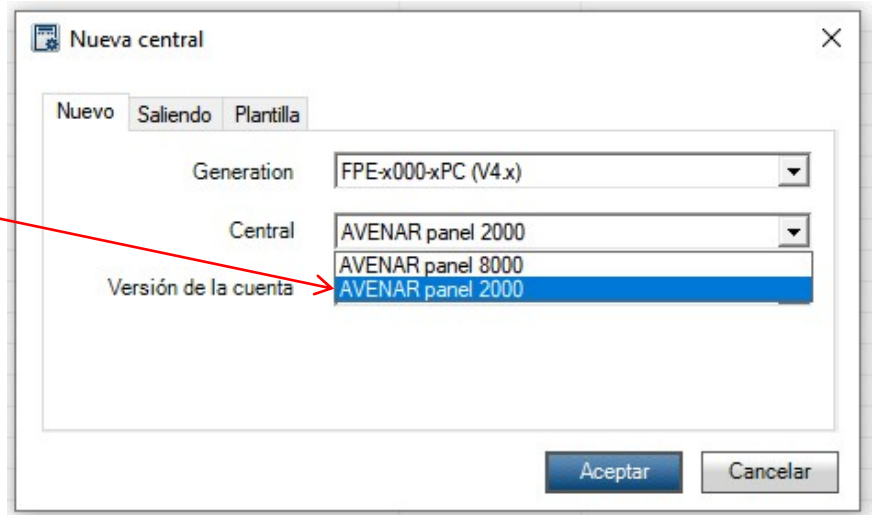 Nueva central
Nuevo Saliendo Plantilla
Generation FPE-x000-xPC (V4.x)
Central AVENAR panel 2000
AVENAR panel 8000
Versión de la cuenta AVENAR panel 2000
Aceptar Cancelar